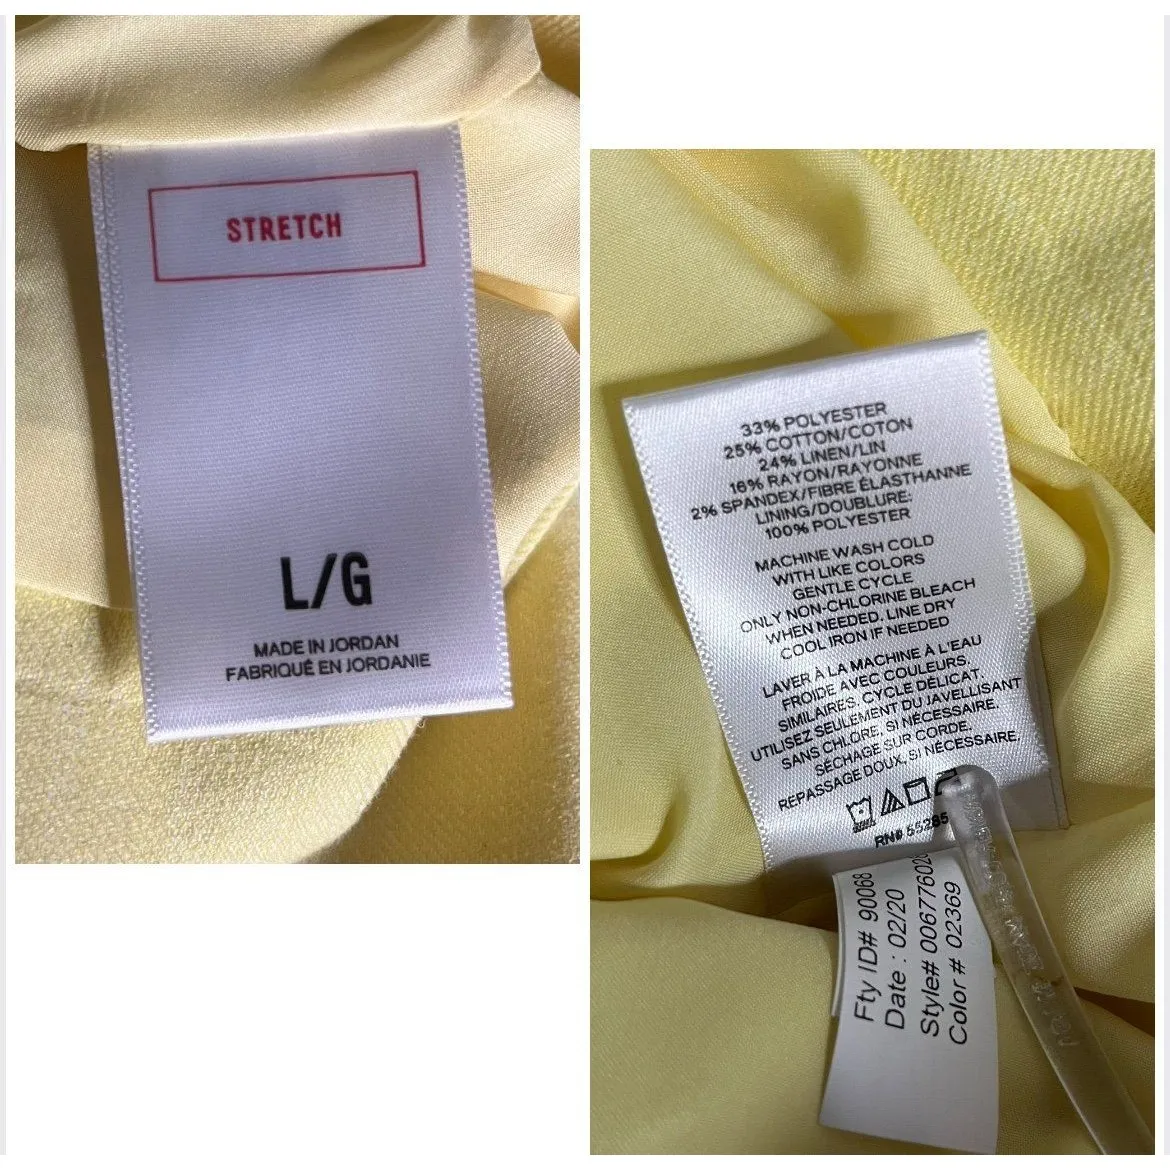 STRETCH
L/G
MADE IN JORDAN
FABRIQUÉ EN JORDANIE
33% POLYESTER
25% COTTON/COTON
24% LINEN/LIN
16% RAYON/RAYONNE
2% SPANDEX/FIBRE ÉLASTHANNE
LINING/DOUBLURE:
100% POLYESTER
MACHINE WASH COLD
WITH LIKE COLORS
GENTLE CYCLE
ONLY NON-CHLORINE BLEACH
WHEN NEEDED. LINE DRY
COOL IRON IF NEEDED
LAVER À LA MACHINE À L'EAU
FROIDE AVEC COULEURS
SIMILAIRES. CYCLE DÉLICAT.
UTILISEZ SEULEMENT DU JAVELLISANT
SANS CHLORE, SI NÉCESSAIRE.
SÉCHAGE SUR CORDE.
REPASSAGE DOUX, SI NÉCESSAIRE.
RN# 55285
Fty ID# 90068
Date : 02/20
Style# 00677602
Color # 02369